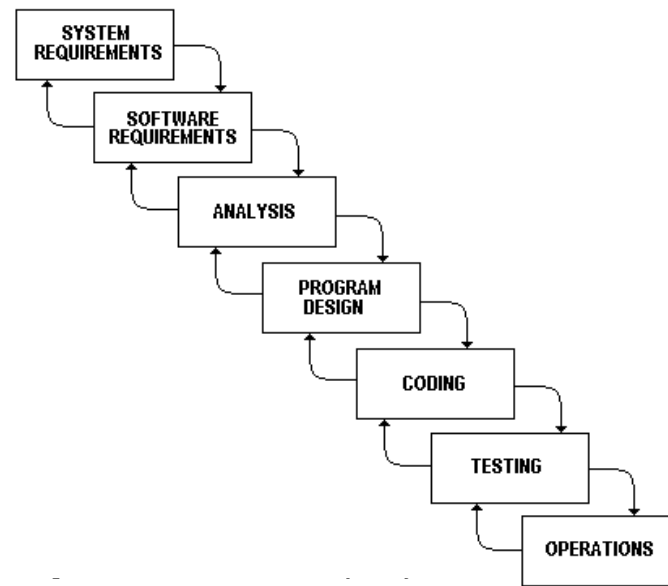 SYSTEM
REQUIREMENTS
SOFTWARE
REQUIREMENTS
ANALYSIS
PROGRAM
DESIGN
CODING
TESTING
OPERATIONS